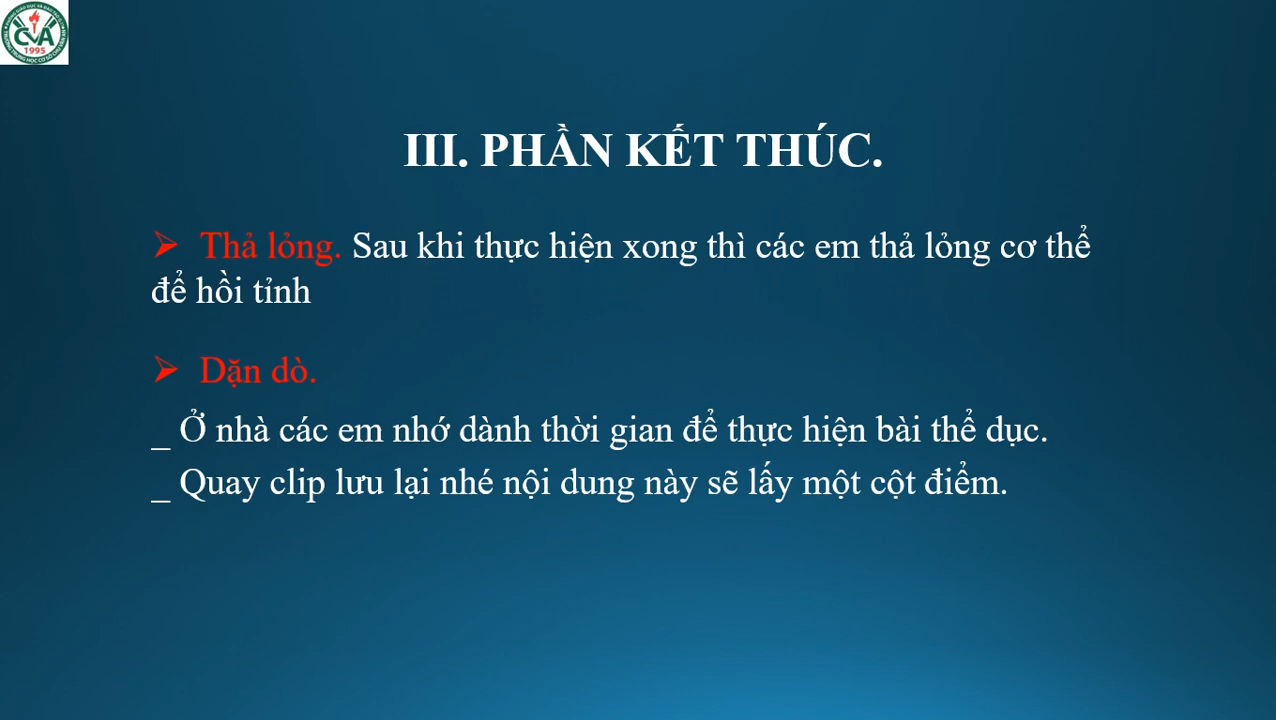 CVA
1995
III. PHẦN KẾT THÚC.
➢ Thả lỏng. Sau khi thực hiện xong thì các em thả lỏng cơ thể
để hồi tỉnh
➢ Dặn dò.
_ Ở nhà các em nhớ dành thời gian để thực hiện bài thể dục.
_ Quay clip lưu lại nhé nội dung này sẽ lấy một cột điểm.